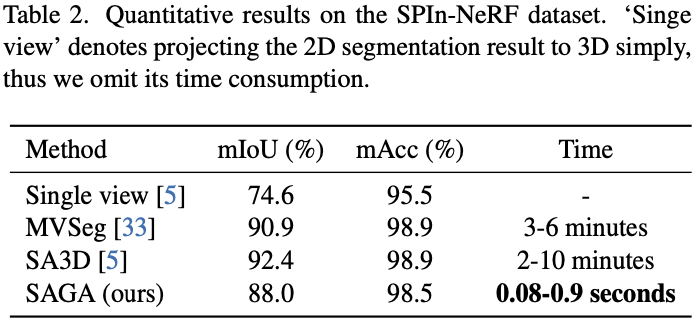 Table 2. Quantitative results on the SPIn-NeRF dataset. ‘Singe
view’ denotes projecting the 2D segmentation result to 3D simply,
thus we omit its time consumption.
Method mIoU (%) mAcc (%) Time
Single view [5] 74.6 95.5 -
MVSeg [33] 90.9 98.9 3-6 minutes
SA3D [5] 92.4 98.9 2-10 minutes
SAGA (ours) 88.0 98.5 0.08-0.9 seconds